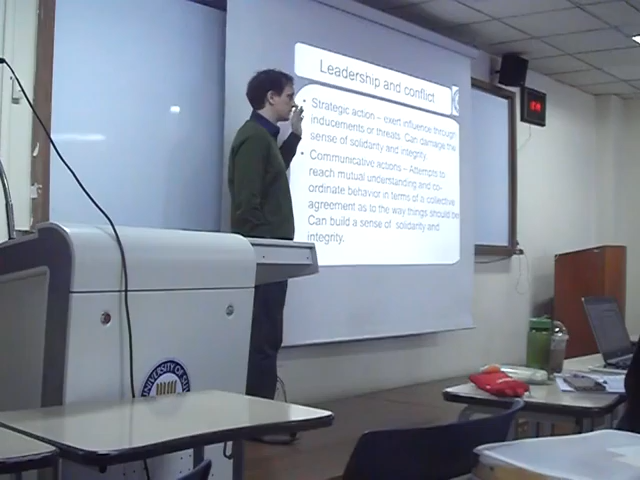 Leadership and conflict
• Strategic action – exert influence through
inducements or threats. Can damage the
sense of solidarity and integrity.
• Communicative actions – Attempts to
reach mutual understanding and co-
ordinate behavior in terms of a collective
agreement as to the way things should be
Can build a sense of solidarity and
integrity.
UNIVERSITY OF